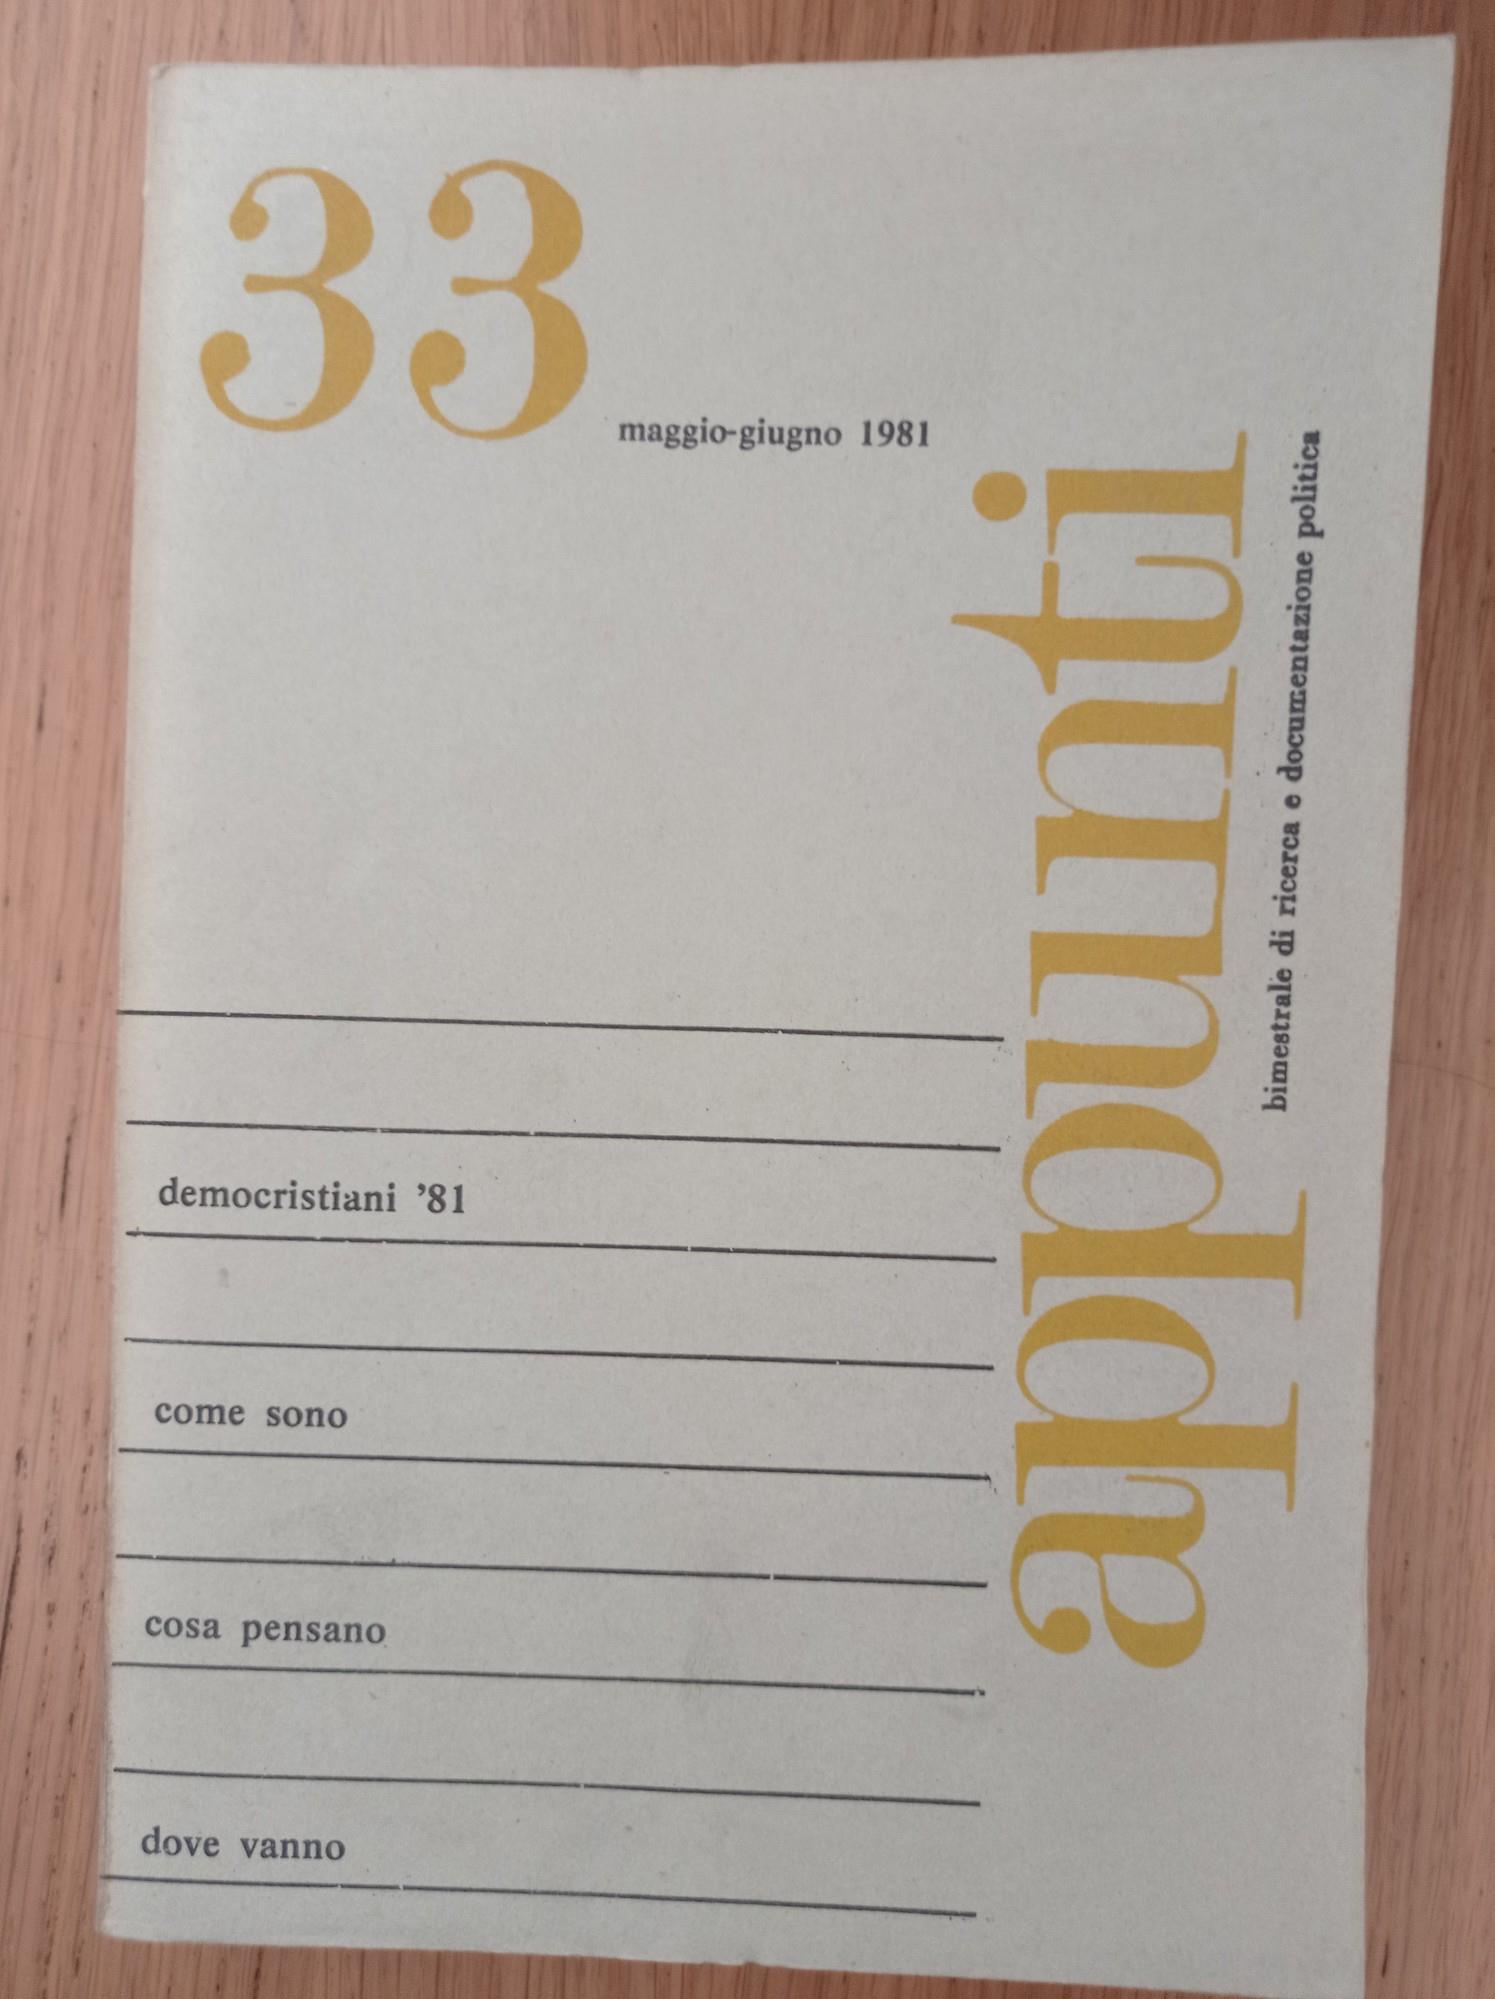 33
maggio-giugno 1981
appunti
bimestrale di ricerca e documentazione politica
democristiani ’81
come sono
cosa pensano
dove vanno